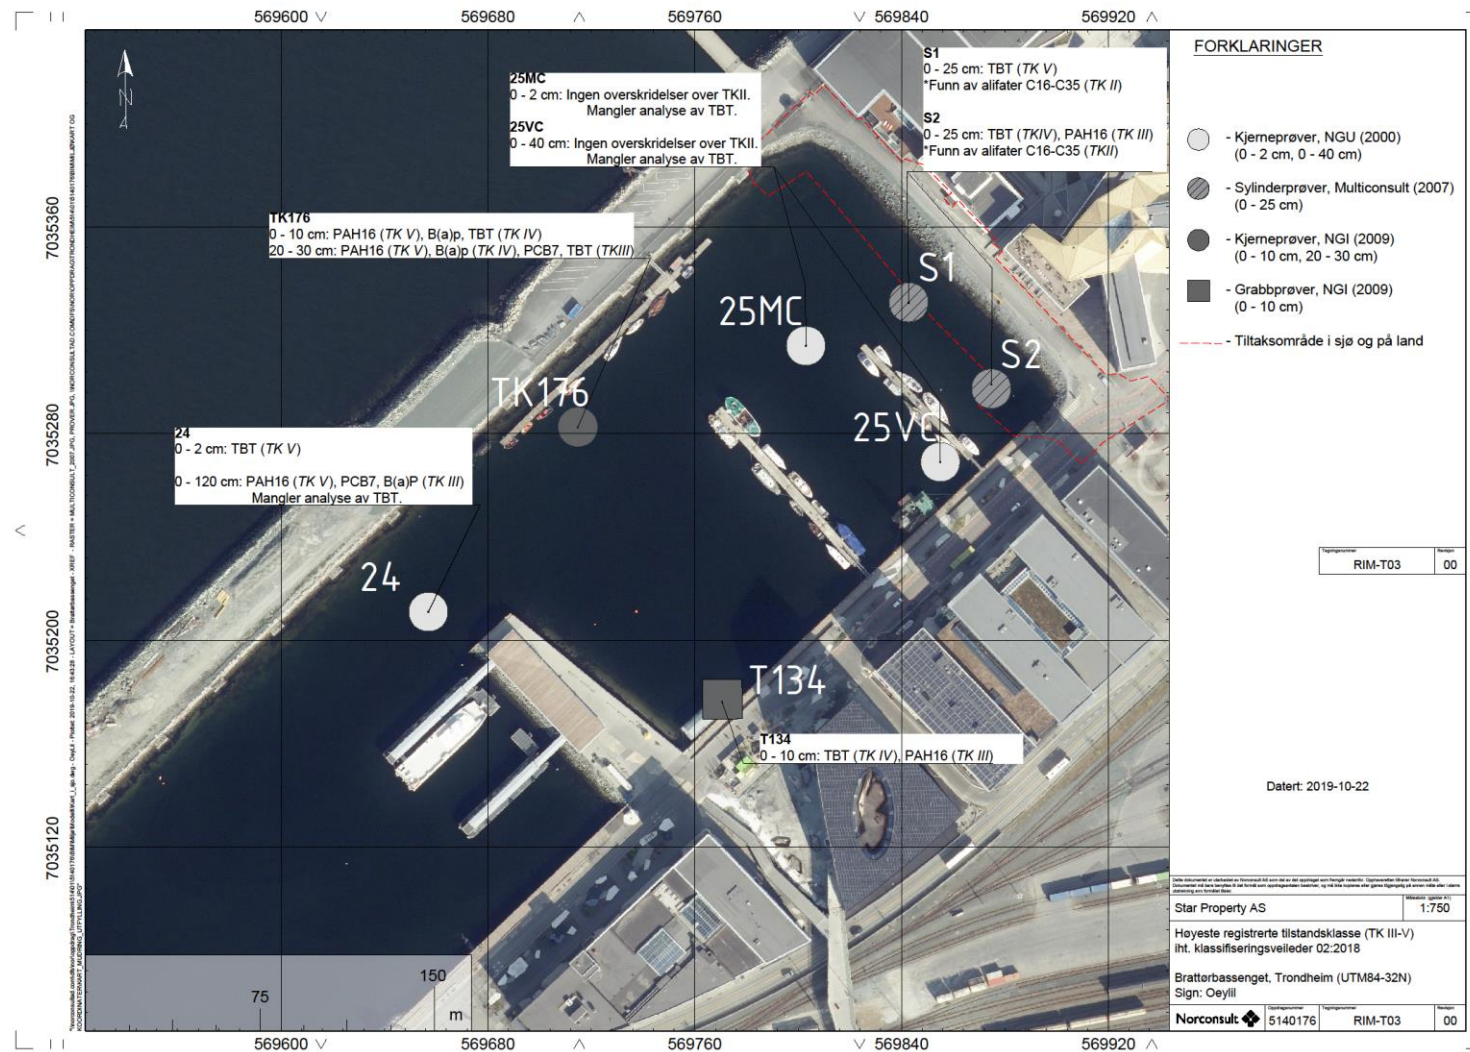 569600
569680
569760
569840
569920
FORKLARINGER
S1
0 - 25 cm: TBT (TK V)
*Funn av alifater C16-C35 (TK II)
S2
0 - 25 cm: TBT (TKIV), PAH16 (TK III)
*Funn av alifater C16-C35 (TKII)
25MC
0 - 2 cm: Ingen overskridelser over TKII.
Mangler analyse av TBT.
25VC
0 - 40 cm: Ingen overskridelser over TKII.
Mangler analyse av TBT.
N
- Kjerneprøver, NGU (2000)
(0 - 2 cm, 0 - 40 cm)
- Sylinderprøver, Multiconsult (2007)
(0 - 25 cm)
- Kjerneprøver, NGI (2009)
(0 - 10 cm, 20 - 30 cm)
- Grabbprøver, NGI (2009)
(0 - 10 cm)
- Tiltaksområde i sjø og på land
7035360
TK176
0 - 10 cm: PAH16 (TK V), B(a)p, TBT (TK IV)
20 - 30 cm: PAH16 (TK V), B(a)p (TK IV), PCB7, TBT (TKIII)
S1
25MC
S2
TK176
25VC
7035280
24
0 - 2 cm: TBT (TK V)
0 - 120 cm: PAH16 (TK V), PCB7, B(a)P (TK III)
Mangler analyse av TBT.
24
7035200
T134
T134
0 - 10 cm: TBT (TK IV), PAH16 (TK III)
7035120
75
150
m
Tegningsnummer
RIM-T03
Revisjon
00
Datert: 2019-10-22
Star Property AS
1:750
Høyeste registrerte tilstandsklasse (TK III-V)
iht. klassifiseringsveileder 02:2018
Brattørbassenget, Trondheim (UTM84-32N)
Sign: Oeylil
Norconsult
Oppdragsnummer
5140176
Tegningsnummer
RIM-T03
Revisjon
00
569600
569680
569760
569840
569920